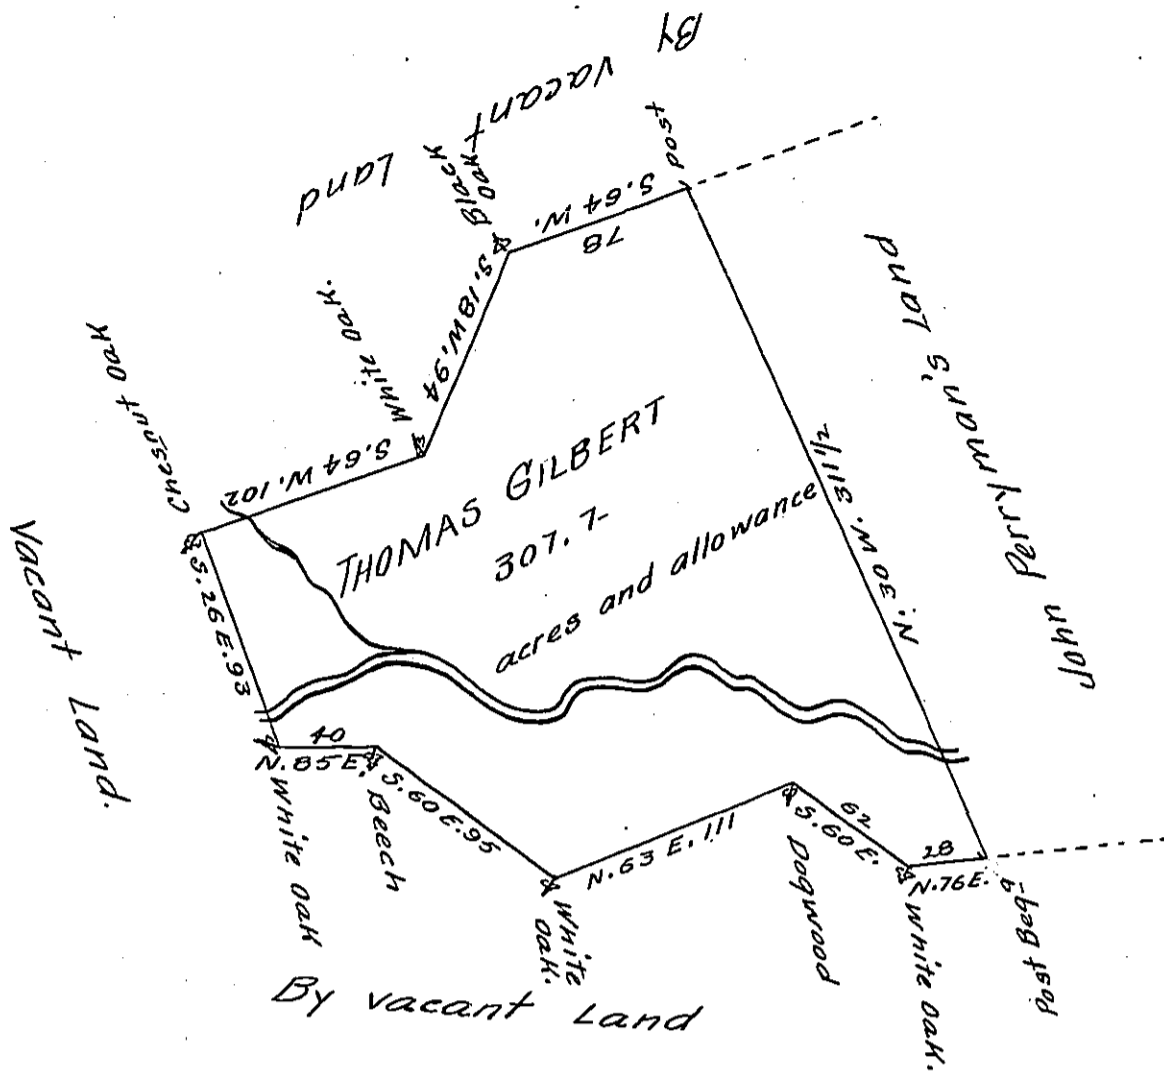 By
Vacant
Land
Post
Black
Oak
S. 64 W.
78
S. 18 W. 94
White Oak.
S. 64 W. 102
Chesnut Oak
Vacant Land.
S. 26 E. 93
THOMAS GILBERT
307. 7-
acres and allowance
N. 30 W. 311 1/2
John Perryman's Land
40
N. 85 E.
White Oak
Beech
S. 60 E. 95
White
Oak.
N. 63 E. 111
Dogwood
62
S. 60 E.
28
N. 76 E.
White Oak.
Post Beg-g
By Vacant Land